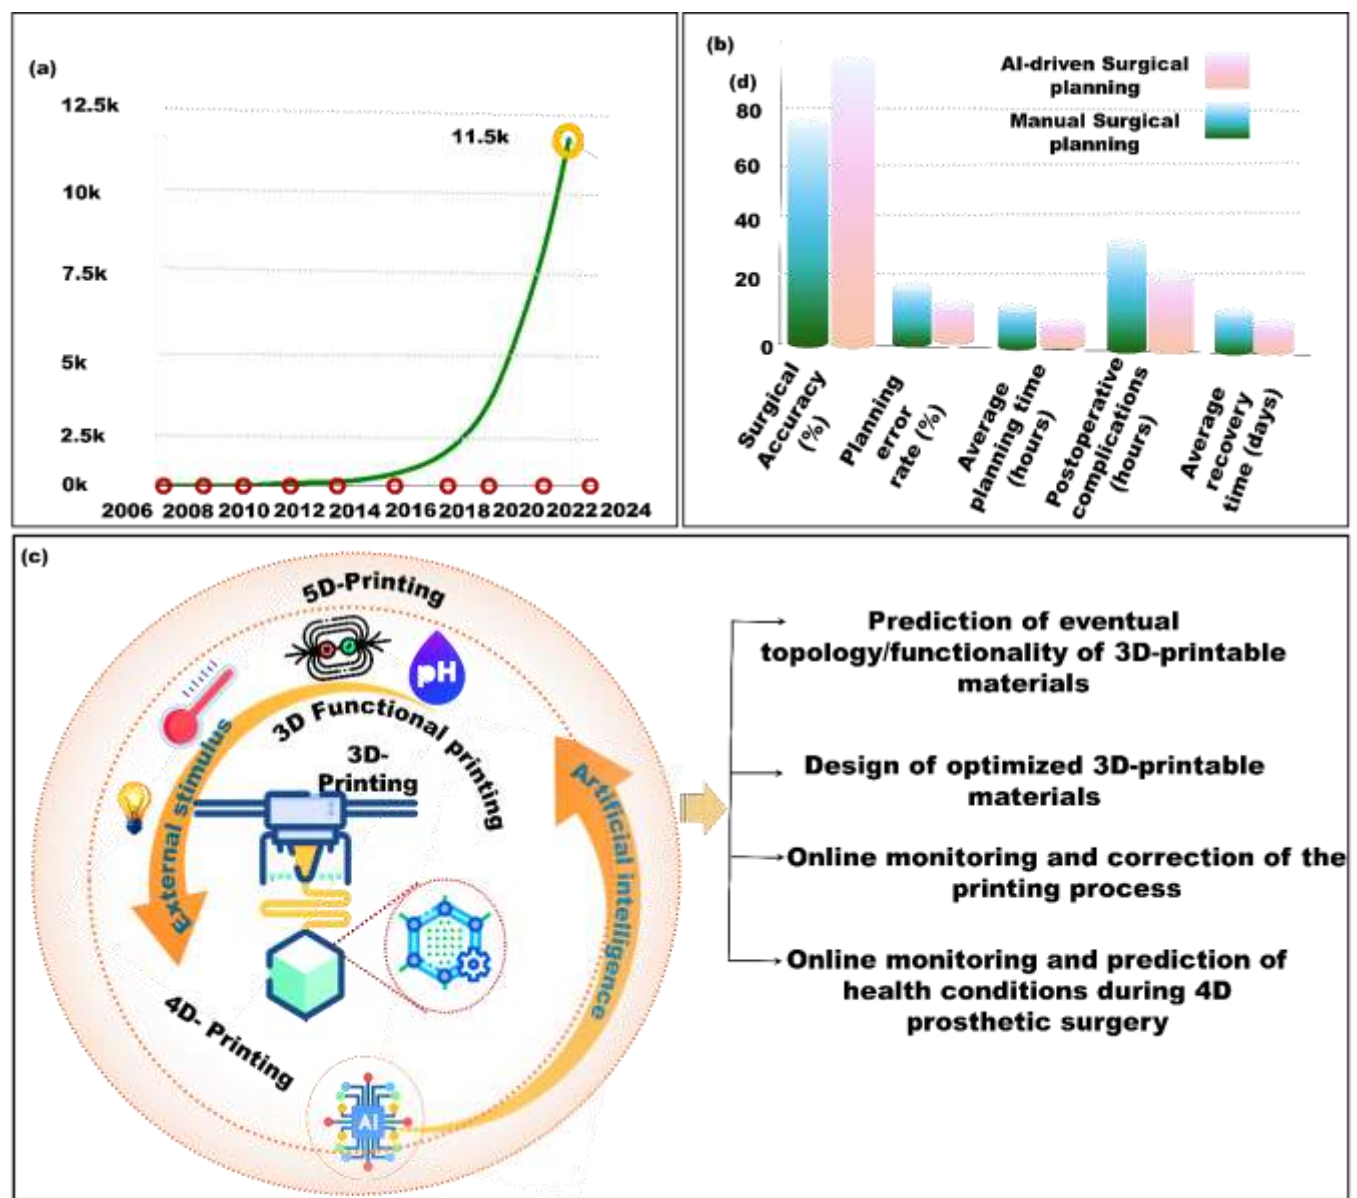 (a)
12.5k
11.5k
10k
7.5k
5k
2.5k
0k
2006 2008 2010 2012 2014 2016 2018 2020 2022 2024
(b)
(d)
AI-driven Surgical
planning
Manual Surgical
planning
80
60
40
20
0
Surgical
Accuracy
(%)
Planning
error
rate (%)
Average
planning time
(hours)
Postoperative
complications
(hours)
Average
recovery
time (days)
(c)
5D-Printing
pH
3D Functional printing
3D-
Printing
External stimulus
Artificial intelligence
4D- Printing
AI
Prediction of eventual
topology/functionality of 3D-printable
materials
Design of optimized 3D-printable
materials
Online monitoring and correction of the
printing process
Online monitoring and prediction of
health conditions during 4D
prosthetic surgery